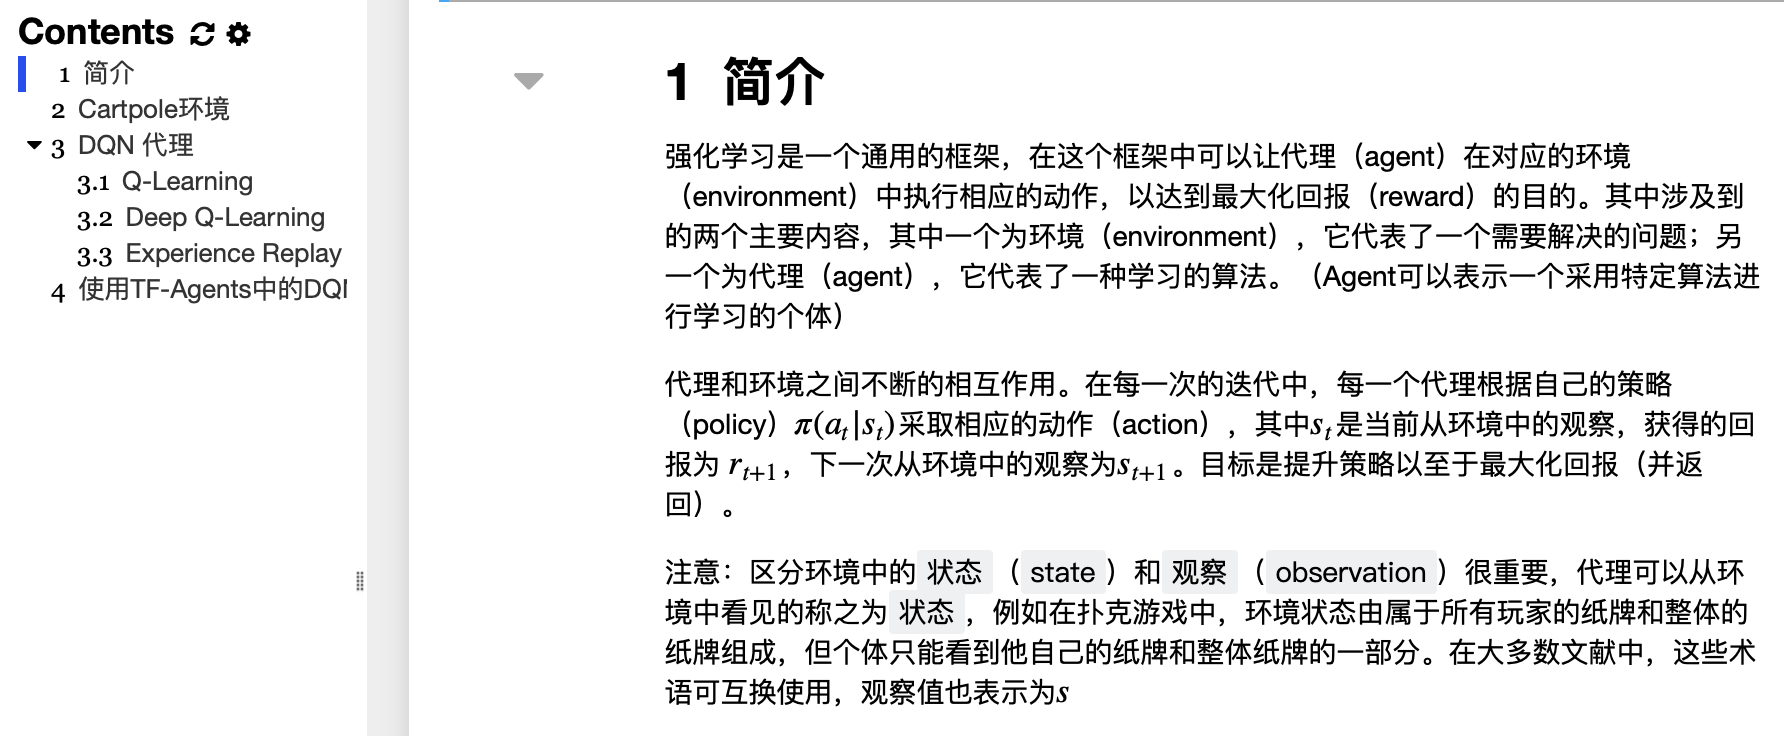 Contents
1 简介
2 Cartpole环境
3 DQN 代理
3.1 Q-Learning
3.2 Deep Q-Learning
3.3 Experience Replay
4 使用TF-Agents中的DQ
1 简介
强化学习是一个通用的框架，在这个框架中可以让代理（agent）在对应的环境
（environment）中执行相应的动作，以达到最大化回报（reward）的目的。其中涉及到
的两个主要内容，其中一个为环境（environment），它代表了一个需要解决的问题；另
一个为代理（agent），它代表了一种学习的算法。（Agent可以表示一个采用特定算法进
行学习的个体）
代理和环境之间不断的相互作用。在每一次的迭代中，每一个代理根据自己的策略
（policy）π(a_t|s_t)采取相应的动作（action），其中s_t是当前从环境中的观察，获得的回
报为 r_{t+1}，下一次从环境中的观察为s_{t+1}。目标是提升策略以至于最大化回报（并返
回）。
注意：区分环境中的 状态 （ state ）和 观察 （ observation ）很重要，代理可以从环
境中看见的称之为 状态 ，例如在扑克游戏中，环境状态由属于所有玩家的纸牌和整体的
纸牌组成，但个体只能看到他自己的纸牌和整体纸牌的一部分。在大多数文献中，这些术
语可互换使用，观察值也表示为s